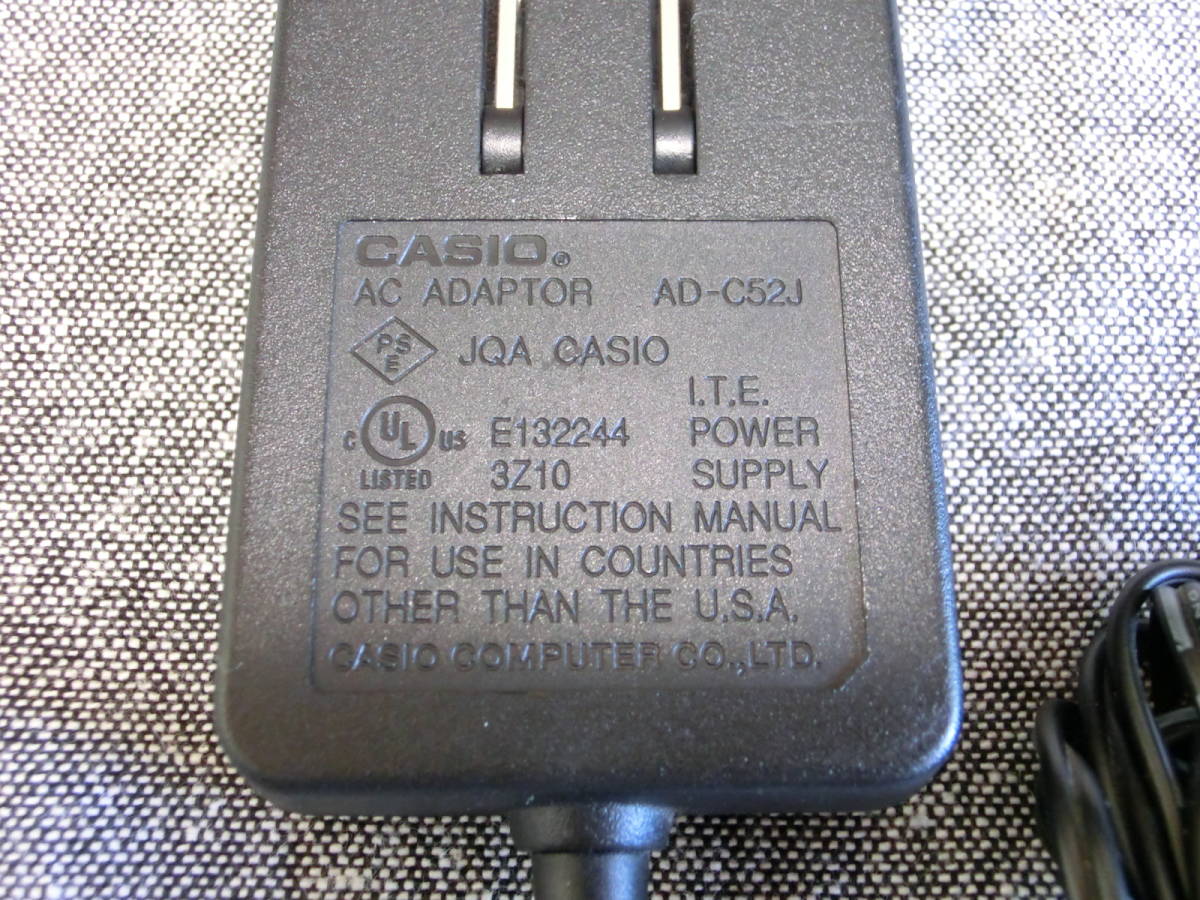 CASIO®
AC ADAPTOR AD-C52J
PSE JQA CASIO
I.T.E.
C UL US E132244 POWER
LISTED 3Z10 SUPPLY
SEE INSTRUCTION MANUAL
FOR USE IN COUNTRIES
OTHER THAN THE U.S.A.
CASIO COMPUTER CO.,LTD.